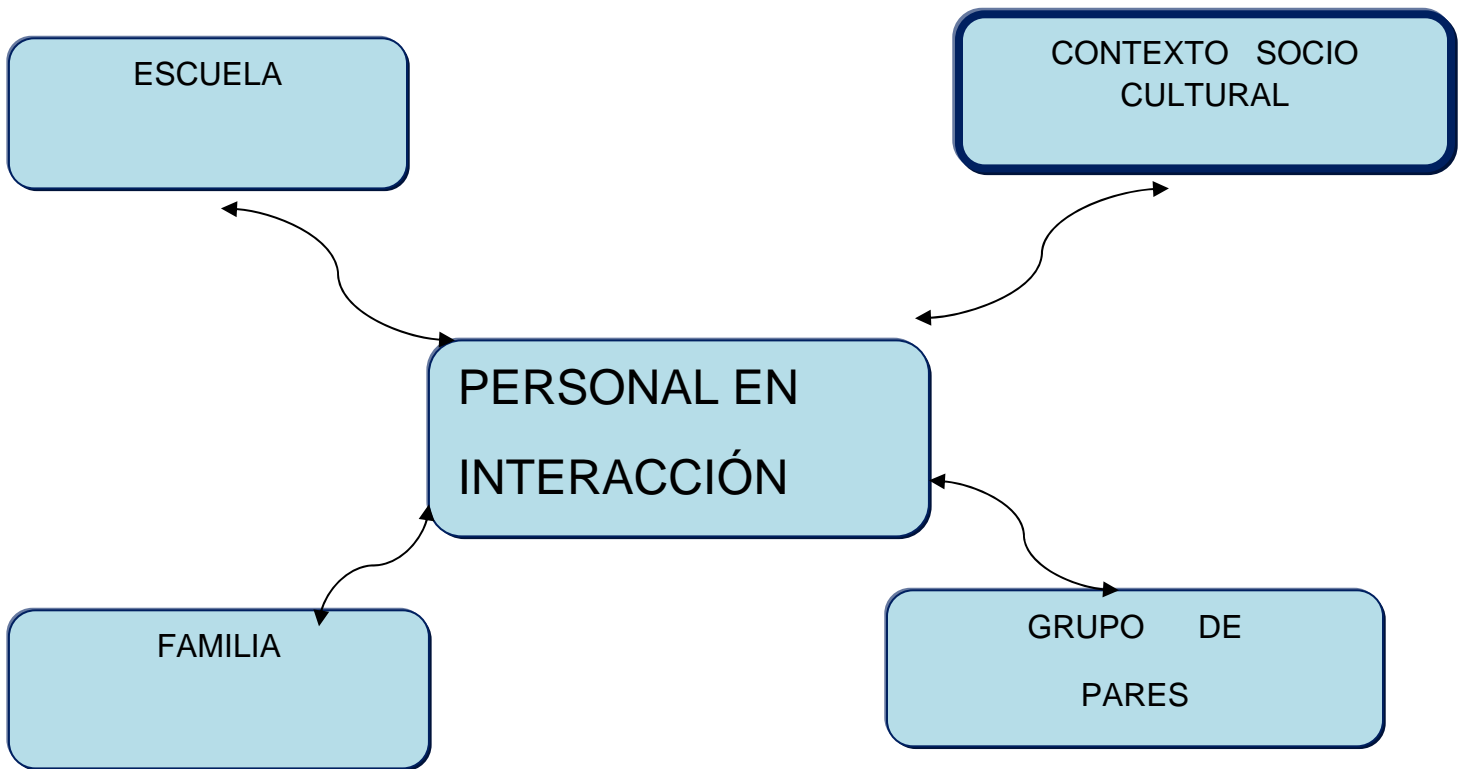 ESCUELA
CONTEXTO SOCIO
CULTURAL
PERSONAL EN
INTERACCIÓN
FAMILIA
GRUPO DE
PARES